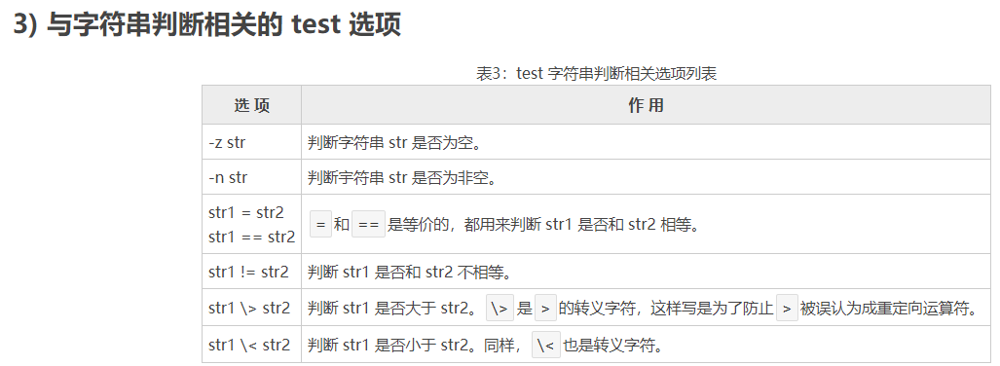 3) 与字符串判断相关的 test 选项
表3：test 字符串判断相关选项列表
选 项 作 用
-z str 判断字符串 str 是否为空。
-n str 判断宇符串 str 是否为非空。
str1 = str2
str1 == str2
= 和 == 是等价的，都用来判断 str1 是否和 str2 相等。
str1 != str2 判断 str1 是否和 str2 不相等。
str1 \> str2 判断 str1 是否大于 str2。 \> 是 > 的转义字符，这样写是为了防止 > 被误认为成重定向运算符。
str1 \< str2 判断 str1 是否小于 str2。同样， \< 也是转义字符。